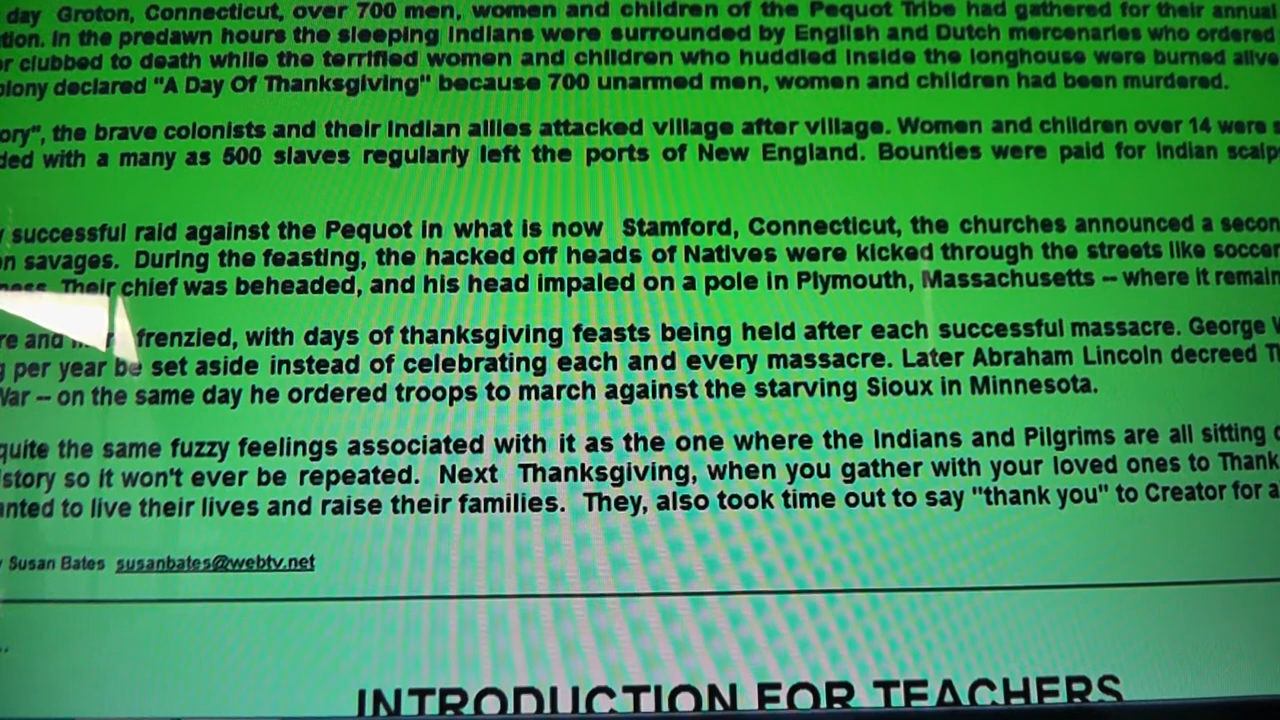 day Groton, Connecticut, over 700 men, women and children of the Pequot Tribe had gathered for their annual
tion. In the predawn hours the sleeping Indians were surrounded by English and Dutch mercenaries who ordered
or clubbed to death while the terrified women and children who huddled inside the longhouse were burned alive
olony declared "A Day Of Thanksgiving" because 700 unarmed men, women and children had been murdered.
ory", the brave colonists and their Indian allies attacked village after village. Women and children over 14 were
ded with a many as 500 slaves regularly left the ports of New England. Bounties were paid for Indian scalp
successful raid against the Pequot in what is now Stamford, Connecticut, the churches announced a secon
n savages. During the feasting, the hacked off heads of Natives were kicked through the streets like soccer
ness. Their chief was beheaded, and his head impaled on a pole in Plymouth, Massachusetts -- where it remain
re and frenzied, with days of thanksgiving feasts being held after each successful massacre. George
g per year be set aside instead of celebrating each and every massacre. Later Abraham Lincoln decreed T
War -- on the same day he ordered troops to march against the starving Sioux in Minnesota.
quite the same fuzzy feelings associated with it as the one where the Indians and Pilgrims are all sitting
story so it won't ever be repeated. Next Thanksgiving, when you gather with your loved ones to Thank
anted to live their lives and raise their families. They, also took time out to say "thank you" to Creator for a
Susan Bates susanbates@webtv.net
INTRODUCTION FOR TEACHERS